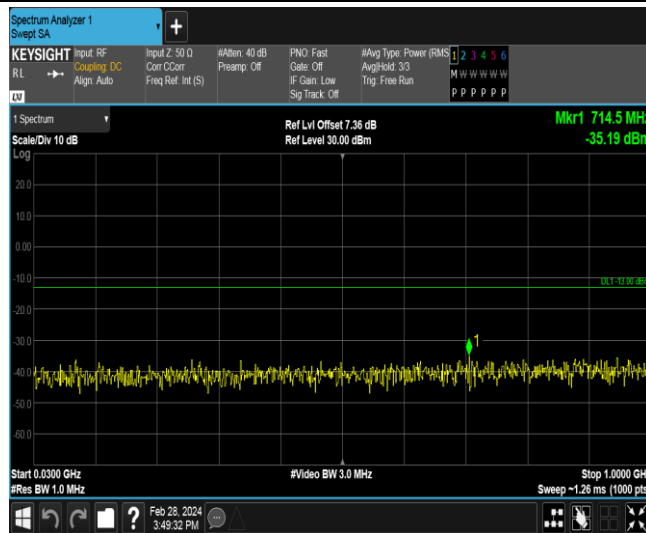 Spectrum Analyzer 1
Swept SA
+
KEYSIGHT
RL
Input: RF
Coupling: DC
Align: Auto
Input Z: 50 Ω
Corr CCorr
Freq Ref: Int (S)
#Atten: 40 dB
Preamp: Off
PNO: Fast
Gate: Off
IF Gain: Low
Sig Track: Off
#Avg Type: Power (RMS
Avg|Hold: 3/3
Trig: Free Run
1 2 3 4 5 6
M W W W W W
P P P P P P
1 Spectrum
Scale/Div 10 dB
Log
Ref Lvl Offset 7.36 dB
Ref Level 30.00 dBm
Mkr1 714.5 MHz
-35.19 dBm
20.0
10.0
0.00
-10.0
DL1 -13.00 dBm
-20.0
-30.0
1
-40.0
-50.0
-60.0
Start 0.0300 GHz
#Res BW 1.0 MHz
#Video BW 3.0 MHz
Stop 1.0000 GH
Sweep ~1.26 ms (1000 pts
?
Feb 28, 2024
3:49:32 PM